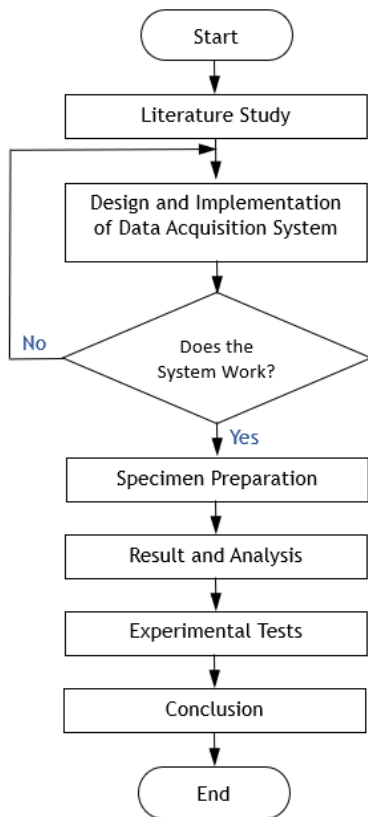 Start
Literature Study
Design and Implementation
of Data Acquisition System
Does the
System Work?
No
Yes
Specimen Preparation
Result and Analysis
Experimental Tests
Conclusion
End